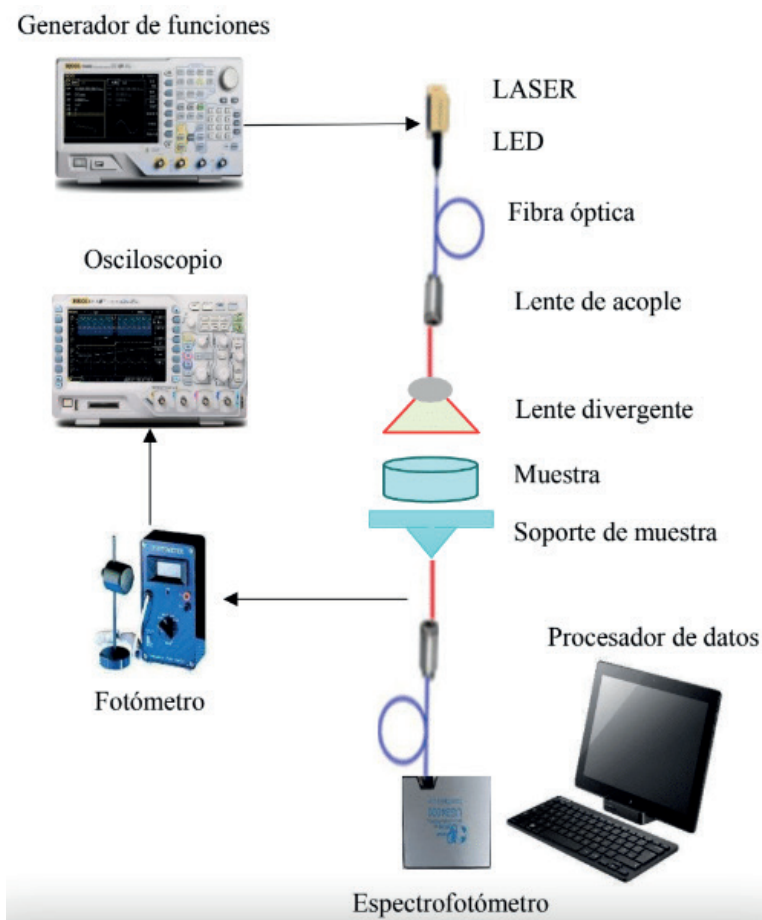 Generador de funciones
LASER
LED
Fibra óptica
Osciloscopio
Lente de acople
Lente divergente
Muestra
Soporte de muestra
Procesador de datos
Fotómetro
Espectrofotómetro